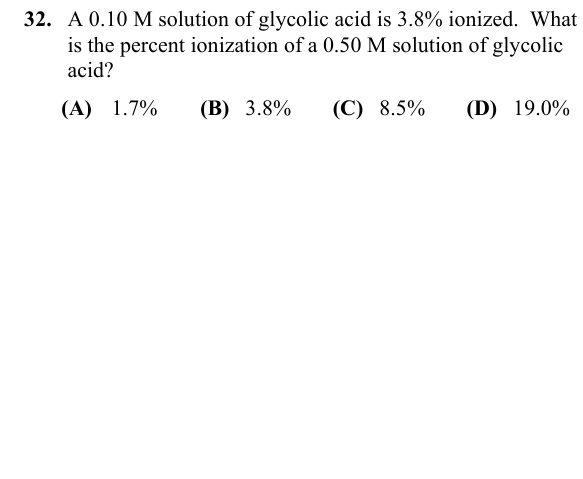 32. A 0.10 M solution of glycolic acid is 3.8% ionized. What
is the percent ionization of a 0.50 M solution of glycolic
acid?
(A) 1.7% (B) 3.8% (C) 8.5% (D) 19.0%